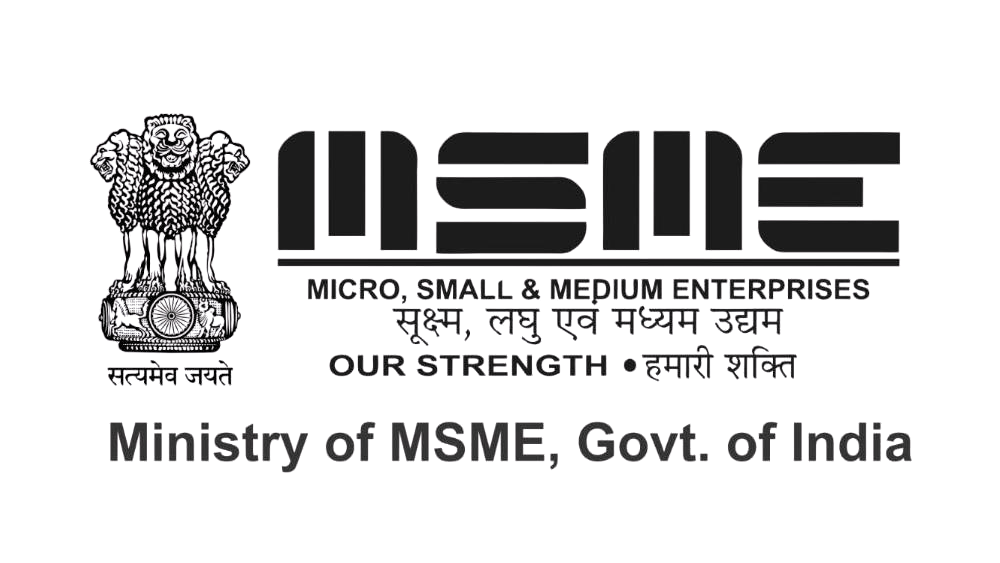 MSME
MICRO, SMALL & MEDIUM ENTERPRISES
सूक्ष्म, लघु एवं मध्यम उद्यम
OUR STRENGTH • हमारी शक्ति
सत्यमेव जयते
Ministry of MSME, Govt. of India